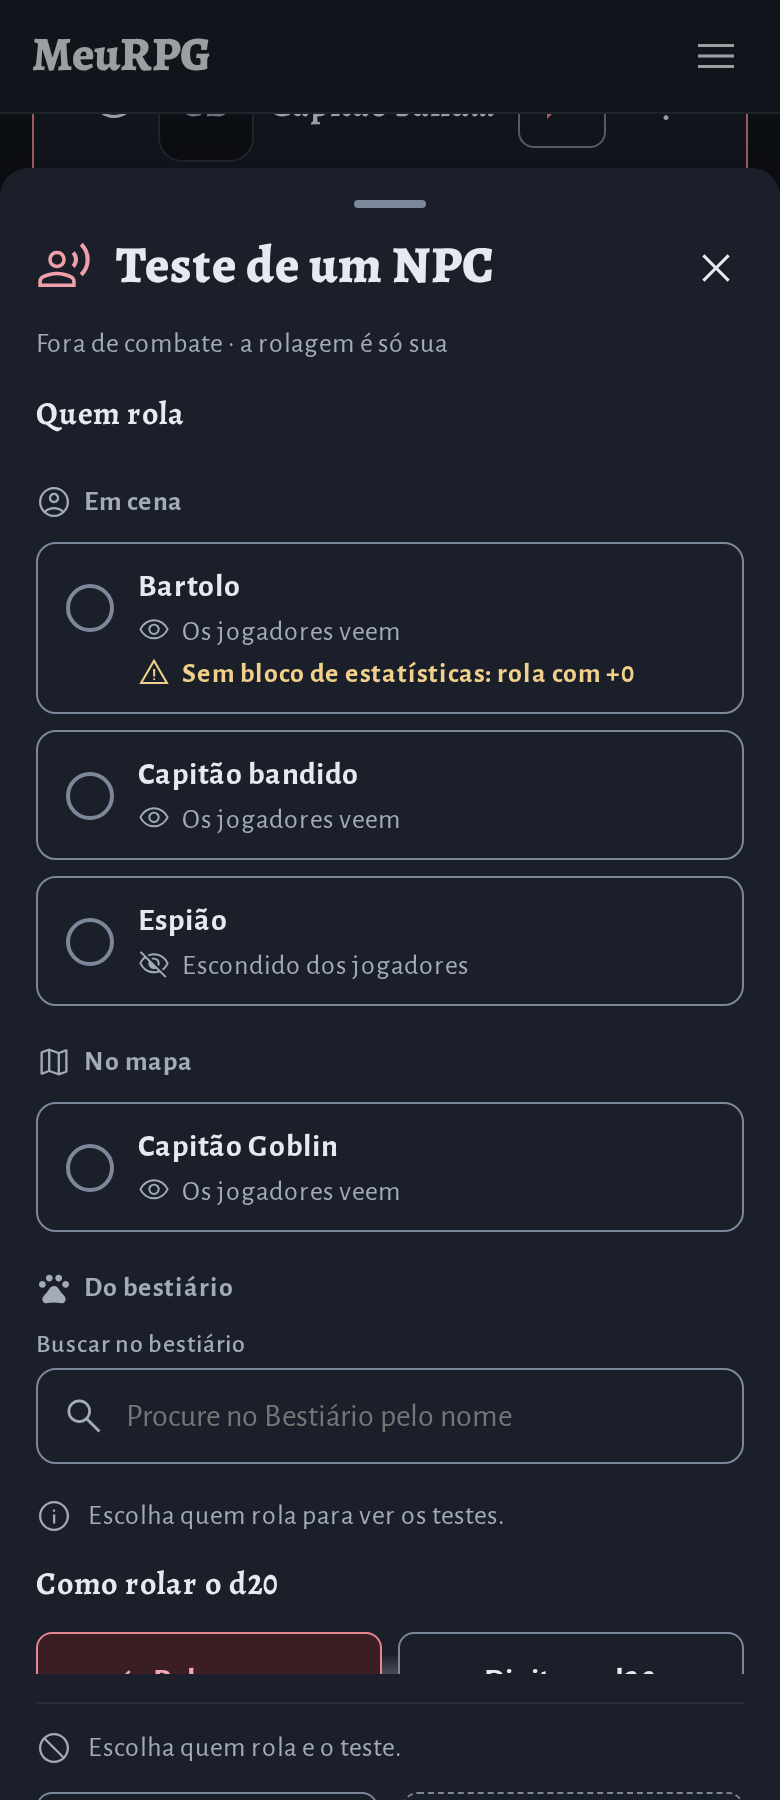 MeuRPG
Teste de um NPC
Fora de combate · a rolagem é só sua
Quem rola
Em cena
Bartolo
Os jogadores veem
Sem bloco de estatísticas: rola com +0
Capitão bandido
Os jogadores veem
Espião
Escondido dos jogadores
No mapa
Capitão Goblin
Os jogadores veem
Do bestiário
Buscar no bestiário
Procure no Bestiário pelo nome
Escolha quem rola para ver os testes.
Como rolar o d20
Escolha quem rola e o teste.